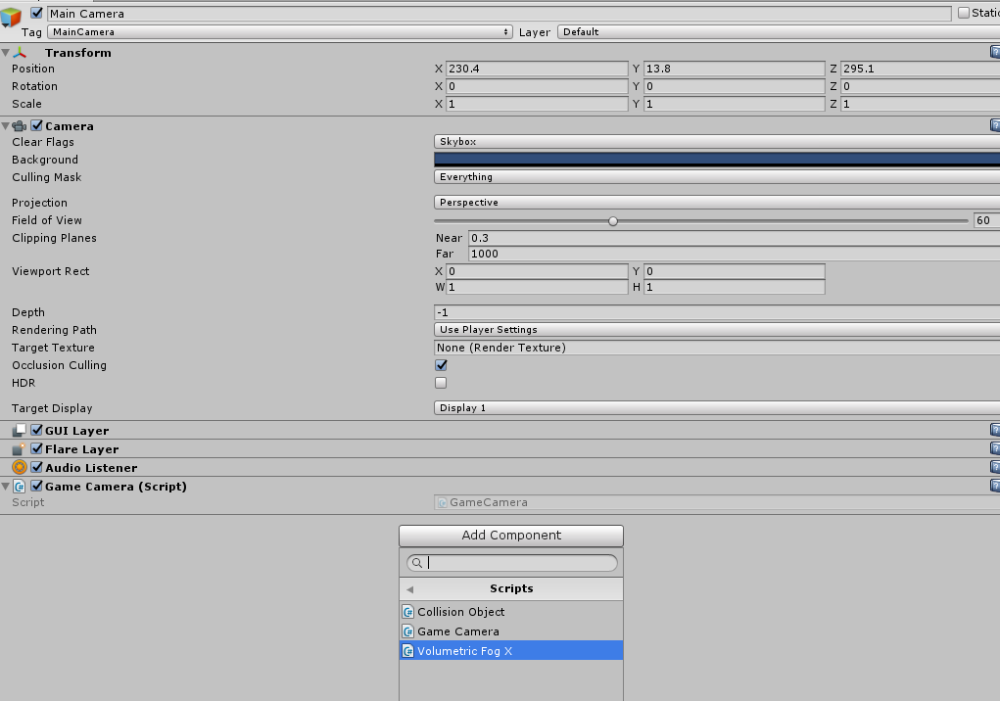 Main Camera Static
Tag MainCamera Layer Default
Transform
Position X 230.4 Y 13.8 Z 295.1
Rotation X 0 Y 0 Z 0
Scale X 1 Y 1 Z 1
Camera
Clear Flags Skybox
Background
Culling Mask Everything
Projection Perspective
Field of View 60
Clipping Planes Near 0.3
Far 1000
Viewport Rect X 0 Y 0
W 1 H 1
Depth -1
Rendering Path Use Player Settings
Target Texture None (Render Texture)
Occlusion Culling
HDR
Target Display Display 1
GUI Layer
Flare Layer
Audio Listener
Game Camera (Script)
Script GameCamera
Add Component
Scripts
Collision Object
Game Camera
Volumetric Fog X